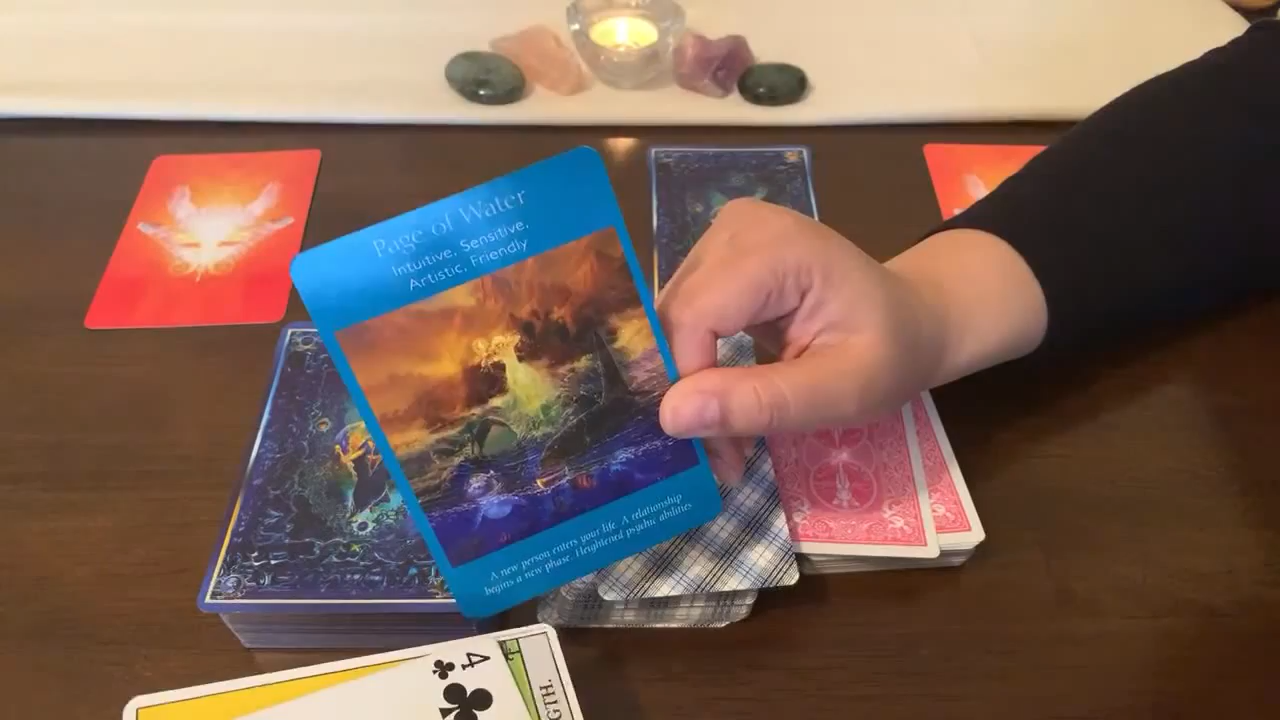 Page of Water
Intuitive, Sensitive,
Artistic, Friendly
A new person enters your life. A relationship
begins a new phase. Heightened psychic abilities
4
GTH.